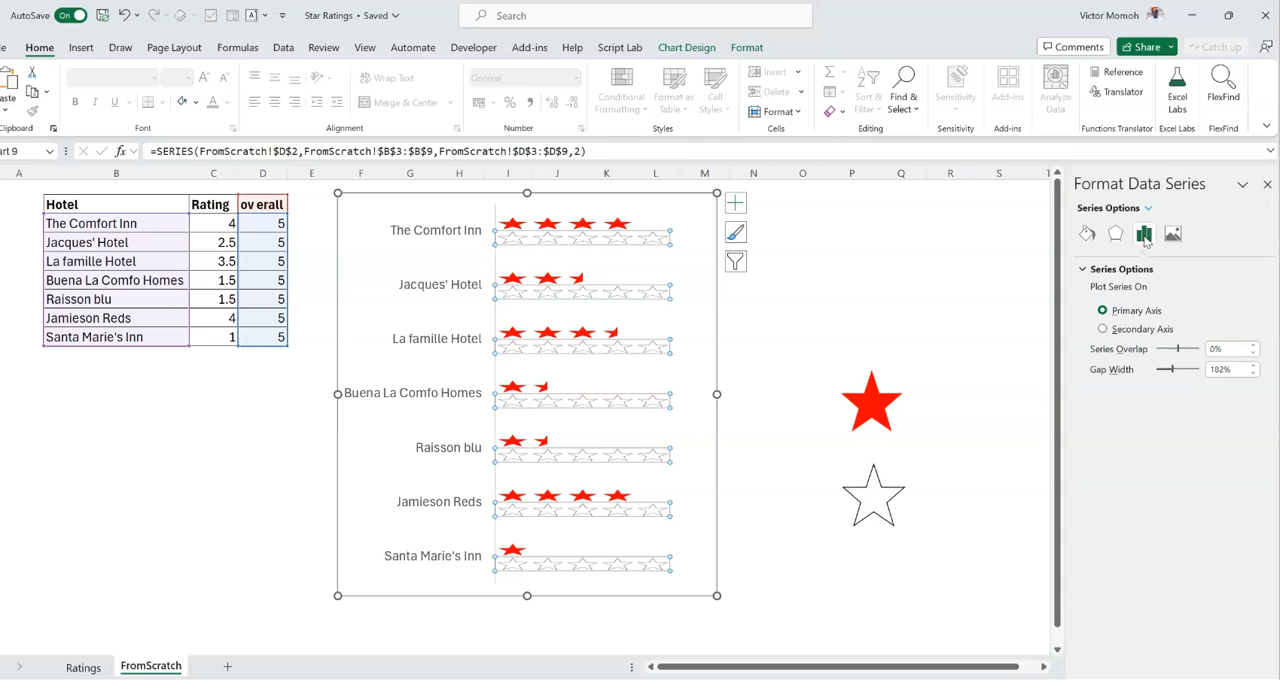 AutoSave On Star Ratings • Saved Search Victor Momoh
Home Insert Draw Page Layout Formulas Data Review View Automate Developer Add-ins Help Script Lab Chart Design Format Comments Share Catch up
Wrap Text General Insert Reference
B I U Merge & Center $ % Conditional Formatting Format as Table Cell Styles Delete Format Sort & Filter Find & Select Sensitivity Add-ins Analyze Data Translator Excel Labs FlexFind
Clipboard Font Alignment Number Styles Cells Editing Sensitivity Add-ins Functions Translator Excel Labs FlexFind
art 9 fx =SERIES(FromScratch!$D$2,FromScratch!$B$3:$B$9,FromScratch!$D$3:$D$9,2)
A B C D E F G H I J K L M N O P Q R S
Hotel Rating ov erall
The Comfort Inn 4 5
Jacques' Hotel 2.5 5
La famille Hotel 3.5 5
Buena La Comfo Homes 1.5 5
Raisson blu 1.5 5
Jamieson Reds 4 5
Santa Marie's Inn 1 5
The Comfort Inn
Jacques' Hotel
La famille Hotel
Buena La Comfo Homes
Raisson blu
Jamieson Reds
Santa Marie's Inn
Format Data Series
Series Options
Series Options
Plot Series On
Primary Axis
Secondary Axis
Series Overlap 0%
Gap Width 182%
Ratings FromScratch